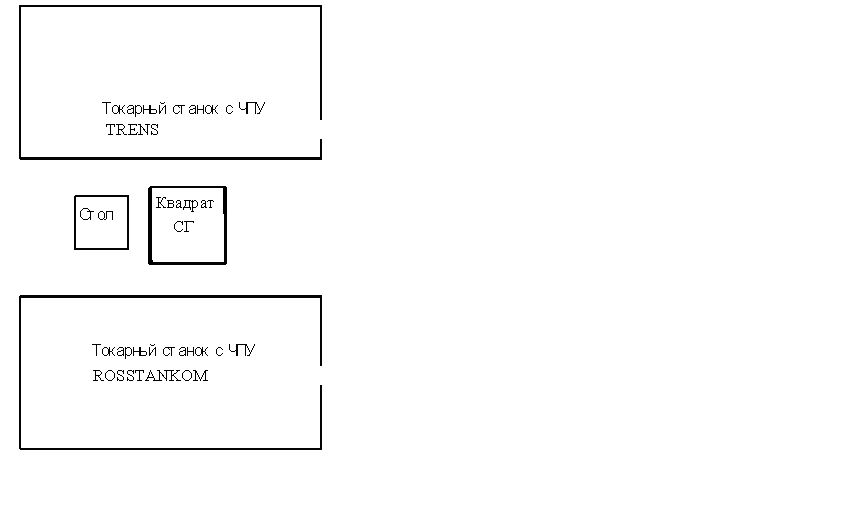 Токарный станок с ЧПУ
TRENS
Стол
Квадрат
СГ
Токарный станок с ЧПУ
ROSSTANKOM